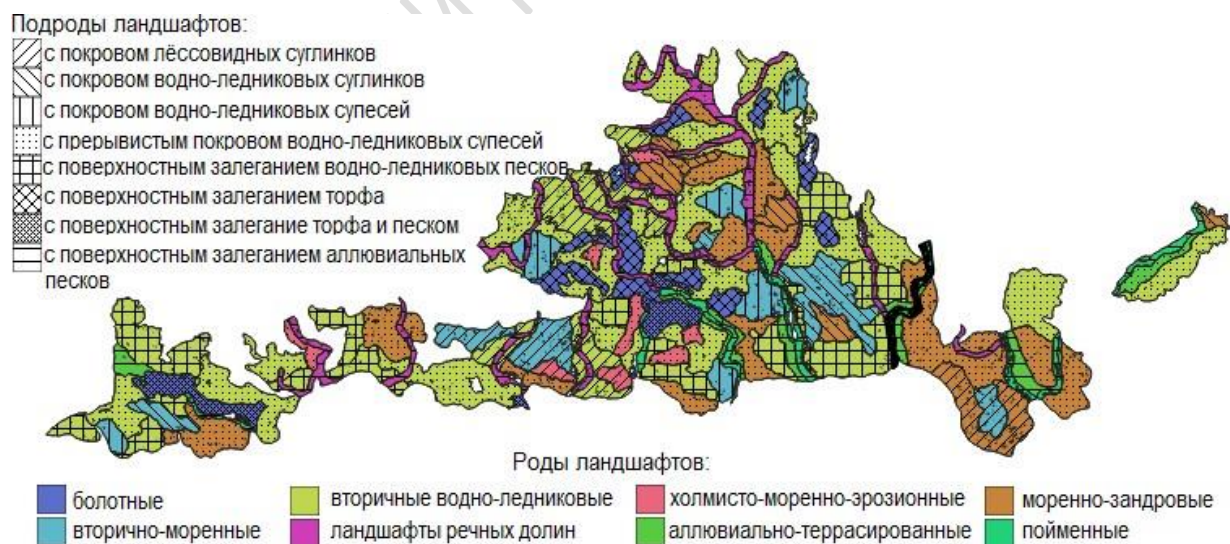 Подроды ландшафтов:
с покровом лёссовидных суглинков
с покровом водно-ледниковых суглинков
с покровом водно-ледниковых супесей
с прерывистым покровом водно-ледниковых супесей
с поверхностным залеганием водно-ледниковых песков
с поверхностным залеганием торфа
с поверхностным залегание торфа и песком
с поверхностным залеганием аллювиальных
песков
Роды ландшафтов:
болотные
вторичные водно-ледниковые
холмисто-моренно-эрозионные
моренно-зандровые
вторично-моренные
ландшафты речных долин
аллювиально-террасированные
пойменные